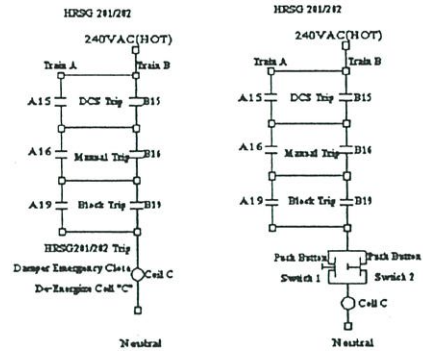 HRSG 201/202
240VAC(HOT)
Train A Train B
A15 DCS Trip B15
A16 Manual Trip B16
A19 Block Trip B19
HRSG201/202 Trip
Damper Emergency Close
Coil C
De-Energize Coil "C"
Neutral
HRSG 201/202
240VAC(HOT)
Train A Train B
A15 DCS Trip B15
A16 Manual Trip B16
A19 Block Trip B19
Push Button Push Button
Switch 1 Switch 2
Coil C
Neutral